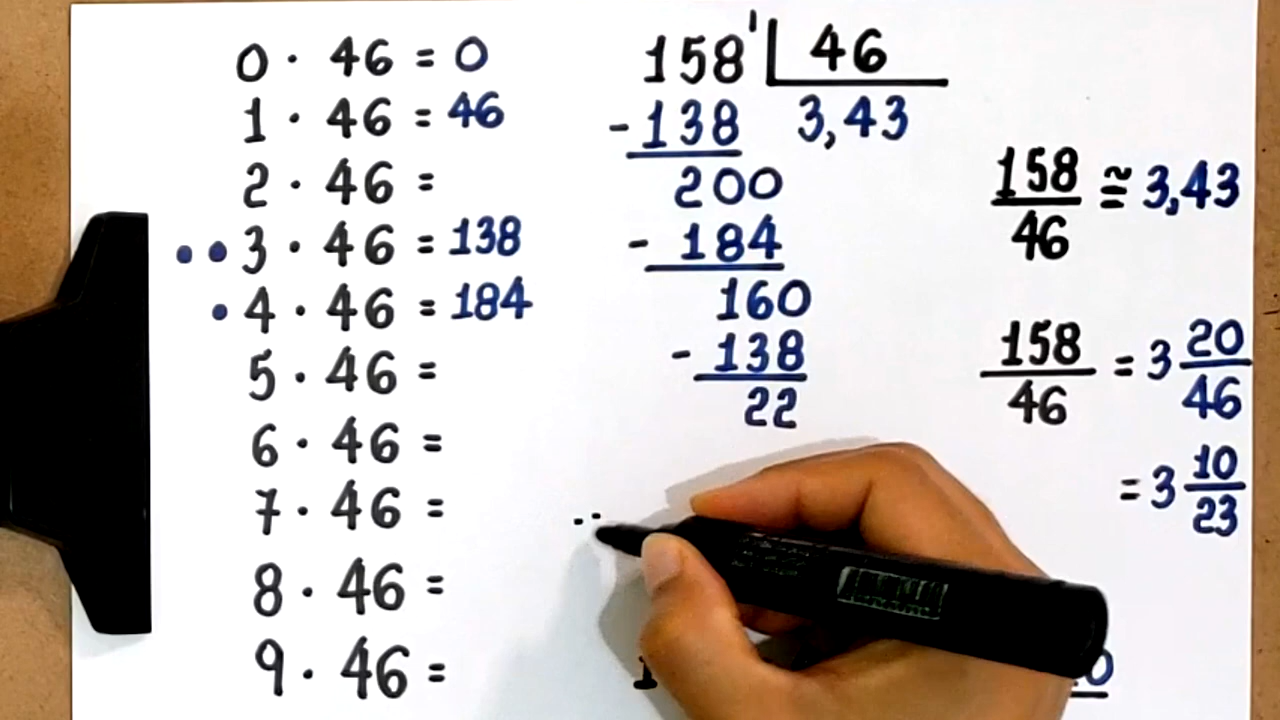 0 · 46 = 0
1 · 46 = 46
2 · 46 =
3 · 46 = 138
4 · 46 = 184
5 · 46 =
6 · 46 =
7 · 46 =
8 · 46 =
9 · 46 =
158 46
-138 3,43
200
- 184
160
- 138
22
158
46
≅ 3,43
158
46
= 3
20
46
= 3
10
23